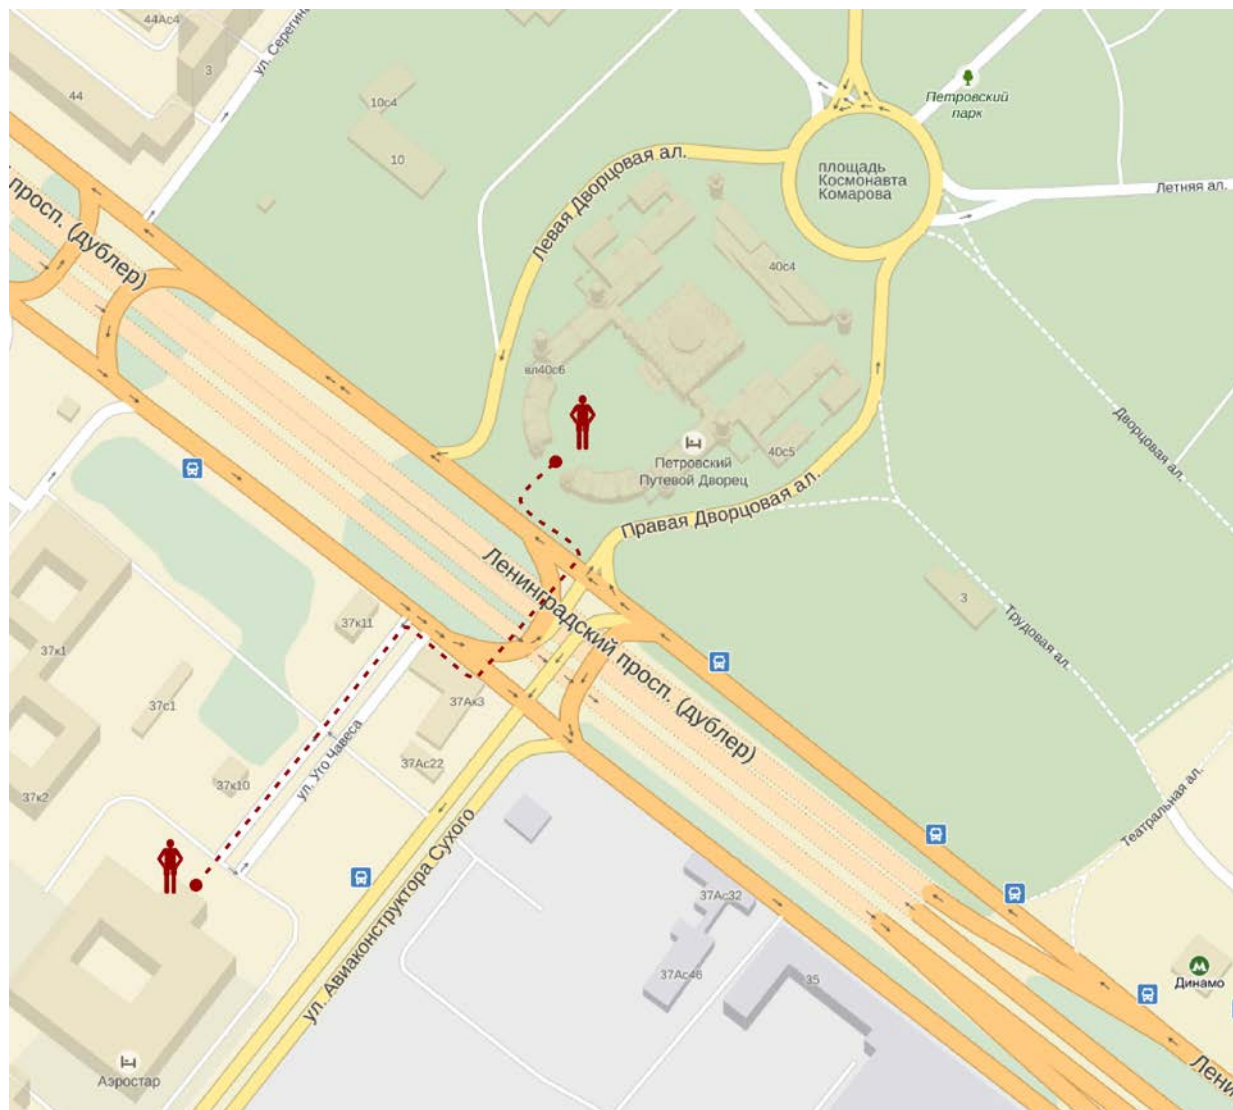 44Ас4
ул. Серегина
3
44
10с4
10
Петровский
парк
площадь
Космонавта
Комарова
Летняя ал.
просп. (дублер)
Левая Дворцовая ал.
40с4
вл40с6
Петровский
Путевой Дворец
40с5
Дворцовая ал.
Правая Дворцовая ал.
Ленинградский просп. (дублер)
3
Трудовая ал.
37к11
37к1
37с1
37Ак3
37Ас22
ул. Уго Чавеса
37к10
37к2
Театральная ал.
ул. Авиаконструктора Сухого
37Ас32
37Ас46
35
Динамо
Аэростар
Лени